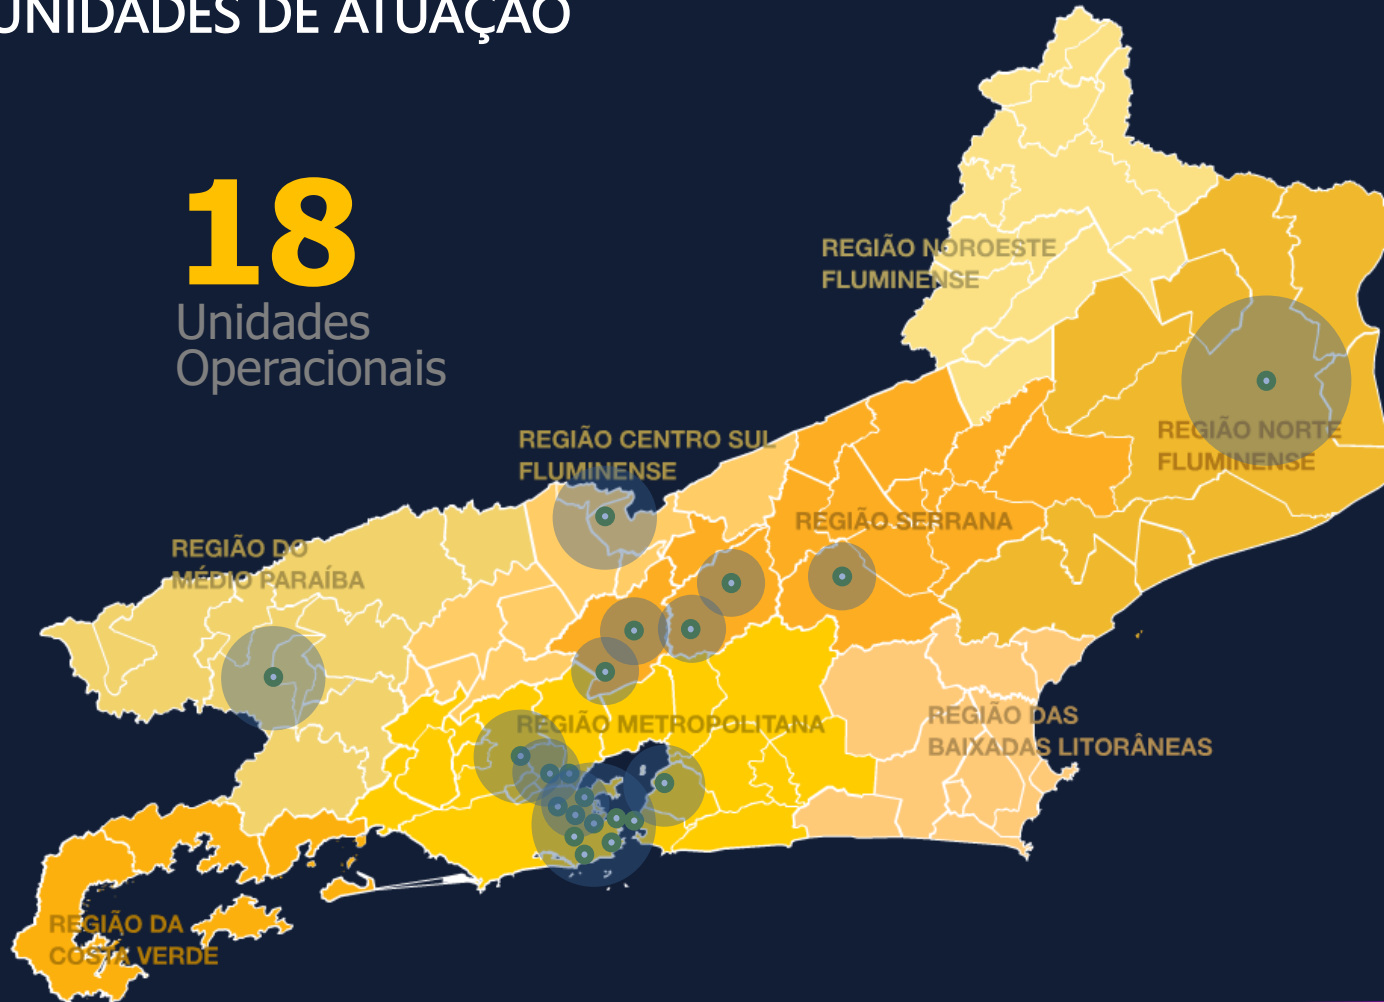 UNIDADES DE ATUAÇÃO
18
Unidades
Operacionais
REGIÃO NOROESTE
FLUMINENSE
REGIÃO NORTE
FLUMINENSE
REGIÃO CENTRO SUL
FLUMINENSE
REGIÃO SERRANA
REGIÃO DO
MÉDIO PARAÍBA
REGIÃO METROPOLITANA
REGIÃO DAS
BAIXADAS LITORÂNEAS
REGIÃO DA
COSTA VERDE